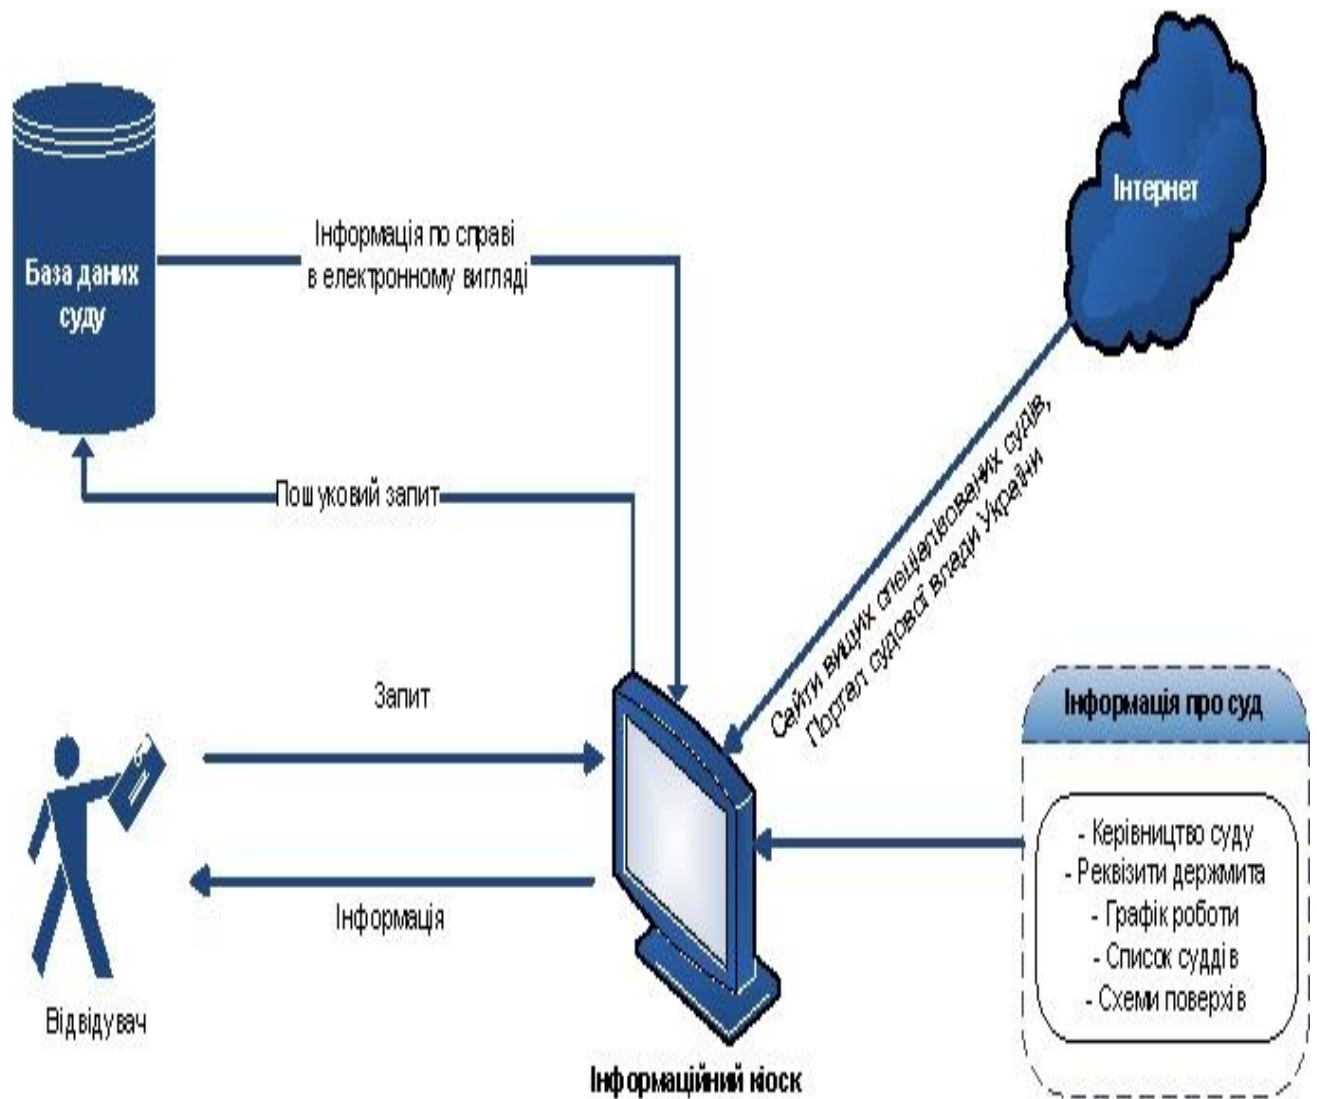 Інтернет
База даних
суду
Інформація по справі
в електронному вигляді
Пошуковий запит
Сайти вищих спеціалізованих судів,
Портал судової влади України
Запит
Інформація
Відвідувач
Інформаційний кіоск
Інформація про суд
- Керівництво суду
- Реквізити держмита
- Графік роботи
- Список суддів
- Схеми поверхів